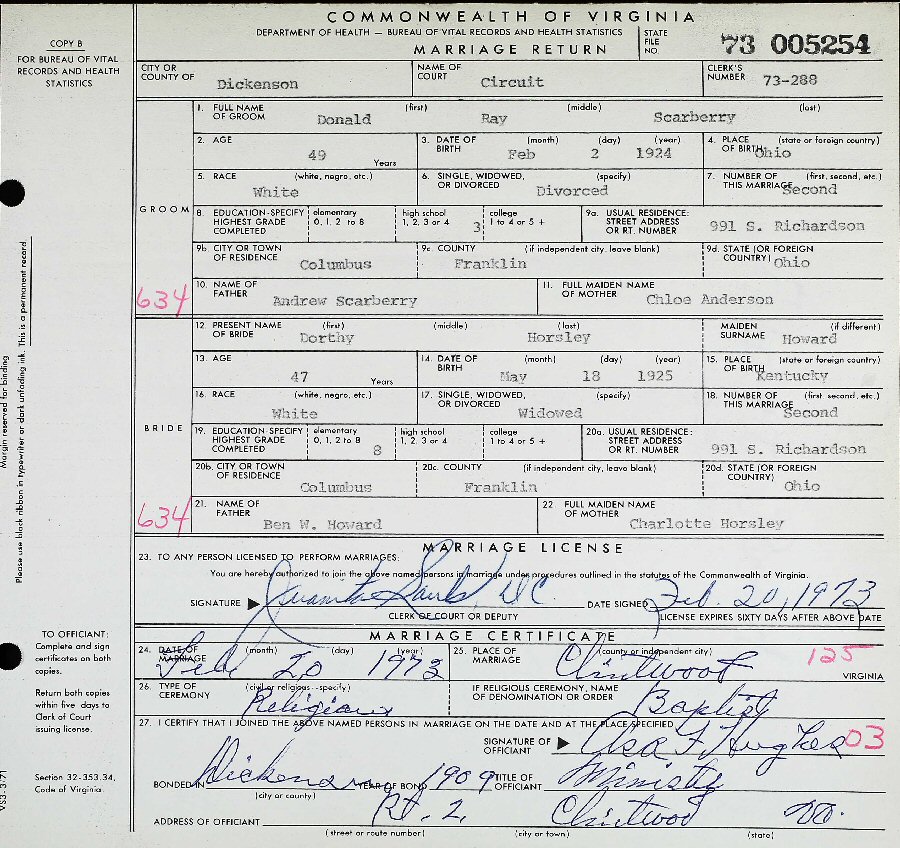 COMMONWEALTH OF VIRGINIA
DEPARTMENT OF HEALTH — BUREAU OF VITAL RECORDS AND HEALTH STATISTICS
MARRIAGE RETURN
STATE FILE NO. 73 005254
COPY B
FOR BUREAU OF VITAL
RECORDS AND HEALTH
STATISTICS
CITY OR COUNTY OF Dickenson NAME OF COURT Circuit CLERK'S NUMBER 73-288
GROOM
1. FULL NAME OF GROOM (first) Donald (middle) Ray (last) Scarberry
2. AGE 49 Years 3. DATE OF BIRTH (month) Feb (day) 2 (year) 1924 4. PLACE OF BIRTH (state or foreign country) Ohio
5. RACE (white, negro, etc.) White 6. SINGLE, WIDOWED, OR DIVORCED (specify) Divorced 7. NUMBER OF THIS MARRIAGE (first, second, etc.) Second
8. EDUCATION-SPECIFY HIGHEST GRADE COMPLETED elementary 0, 1, 2 to 8 high school 1, 2, 3 or 4 3 college 1 to 4 or 5 + 9a. USUAL RESIDENCE: STREET ADDRESS OR RT. NUMBER 991 S. Richardson
9b. CITY OR TOWN OF RESIDENCE Columbus 9c. COUNTY (if independent city, leave blank) Franklin 9d. STATE (OR FOREIGN COUNTRY) Ohio
634
10. NAME OF FATHER Andrew Scarberry 11. FULL MAIDEN NAME OF MOTHER Chloe Anderson
BRIDE
12. PRESENT NAME OF BRIDE (first) Dorthy (middle) (last) Horsley MAIDEN SURNAME (if different) Howard
13. AGE 47 Years 14. DATE OF BIRTH (month) May (day) 18 (year) 1925 15. PLACE OF BIRTH (state or foreign country) Kentucky
16. RACE (white, negro, etc.) White 17. SINGLE, WIDOWED, OR DIVORCED (specify) Widowed 18. NUMBER OF THIS MARRIAGE (first, second, etc.) Second
19. EDUCATION-SPECIFY HIGHEST GRADE COMPLETED elementary 0, 1, 2 to 8 8 high school 1, 2, 3 or 4 college 1 to 4 or 5 + 20a. USUAL RESIDENCE: STREET ADDRESS OR RT. NUMBER 991 S. Richardson
20b. CITY OR TOWN OF RESIDENCE Columbus 20c. COUNTY (if independent city, leave blank) Franklin 20d. STATE (OR FOREIGN COUNTRY) Ohio
634
21. NAME OF FATHER Ben W. Howard 22 FULL MAIDEN NAME OF MOTHER Charlotte Horsley
MARRIAGE LICENSE
23. TO ANY PERSON LICENSED TO PERFORM MARRIAGES:
You are hereby authorized to join the above named persons in marriage under procedures outlined in the statutes of the Commonwealth of Virginia.
SIGNATURE Juanita DC DATE SIGNED Feb. 20, 1973
CLERK OF COURT OR DEPUTY LICENSE EXPIRES SIXTY DAYS AFTER ABOVE DATE
MARRIAGE CERTIFICATE
24. DATE OF MARRIAGE (month) Feb (day) 20 (year) 1973 25. PLACE OF MARRIAGE (county or independent city) Clintwood 125 VIRGINIA
26. TYPE OF CEREMONY (civil or religious--specify) Religious IF RELIGIOUS CEREMONY, NAME OF DENOMINATION OR ORDER Baptist
27. I CERTIFY THAT I JOINED THE ABOVE NAMED PERSONS IN MARRIAGE ON THE DATE AND AT THE PLACE SPECIFIED
SIGNATURE OF OFFICIANT Asa F. Hughes 03
BONDED IN Dickenson YEAR OF BOND 1909 TITLE OF OFFICIANT
(city or county)
ADDRESS OF OFFICIANT Rt. 2, Clintwood Va.
(street or route number) (city or town) (state)
TO OFFICIANT:
Complete and sign
certificates on both
copies.
Return both copies
within five days to
Clerk of Court
issuing license.
Section 32-353.34,
Code of Virginia
Margin reserved for binding
Please use black ribbon in typewriter or dark unfading ink. This is a permanent record
VS3-3/71